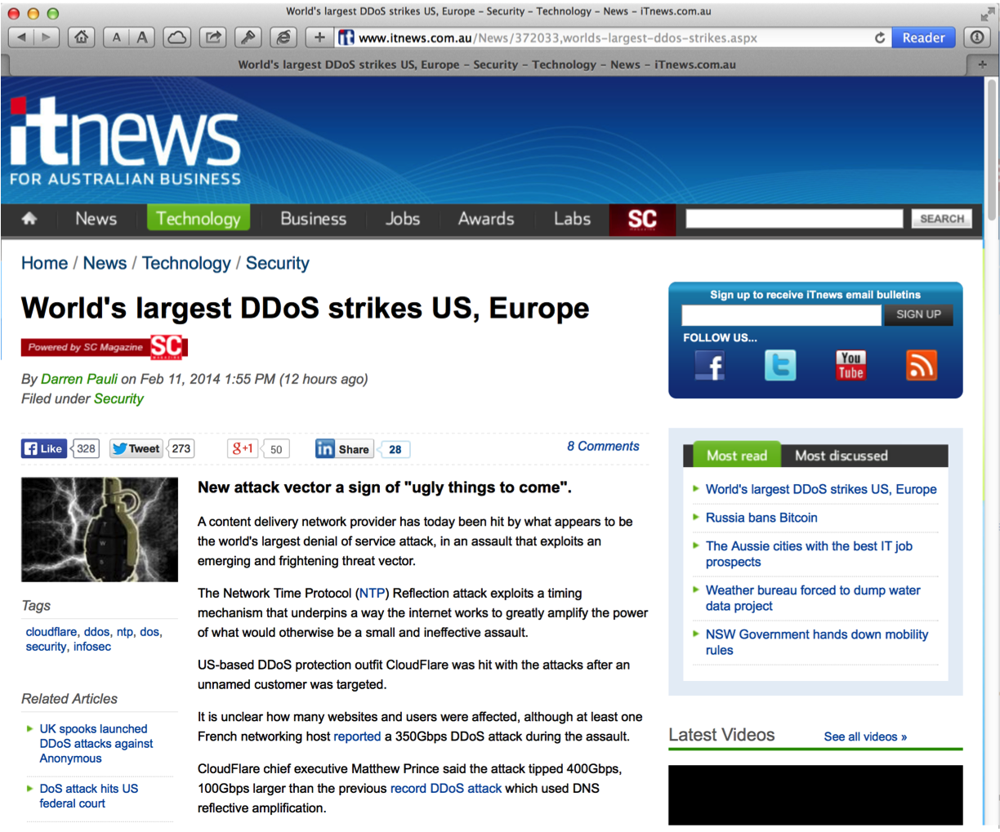 World's largest DDoS strikes US, Europe – Security – Technology – News – iTnews.com.au
A A
www.itnews.com.au/News/372033,worlds-largest-ddos-strikes.aspx
Reader
World's largest DDoS strikes US, Europe – Security – Technology – News – iTnews.com.au
itnews
FOR AUSTRALIAN BUSINESS
News Technology Business Jobs Awards Labs SC MAGAZINE SEARCH
Home / News / Technology / Security
World's largest DDoS strikes US, Europe
Powered by SC Magazine SC MAGAZINE
By Darren Pauli on Feb 11, 2014 1:55 PM (12 hours ago)
Filed under Security
Like 328 Tweet 273 g+1 50 in Share 28 8 Comments
New attack vector a sign of "ugly things to come".
A content delivery network provider has today been hit by what appears to be
the world's largest denial of service attack, in an assault that exploits an
emerging and frightening threat vector.
The Network Time Protocol (NTP) Reflection attack exploits a timing
mechanism that underpins a way the internet works to greatly amplify the power
of what would otherwise be a small and ineffective assault.
US-based DDoS protection outfit CloudFlare was hit with the attacks after an
unnamed customer was targeted.
It is unclear how many websites and users were affected, although at least one
French networking host reported a 350Gbps DDoS attack during the assault.
CloudFlare chief executive Matthew Prince said the attack tipped 400Gbps,
100Gbps larger than the previous record DDoS attack which used DNS
reflective amplification.
Tags
cloudflare, ddos, ntp, dos,
security, infosec
Related Articles
UK spooks launched
DDoS attacks against
Anonymous
DoS attack hits US
federal court
Sign up to receive iTnews email bulletins
SIGN UP
FOLLOW US...
f t You Tube
Most read Most discussed
World's largest DDoS strikes US, Europe
Russia bans Bitcoin
The Aussie cities with the best IT job
prospects
Weather bureau forced to dump water
data project
NSW Government hands down mobility
rules
Latest Videos See all videos »